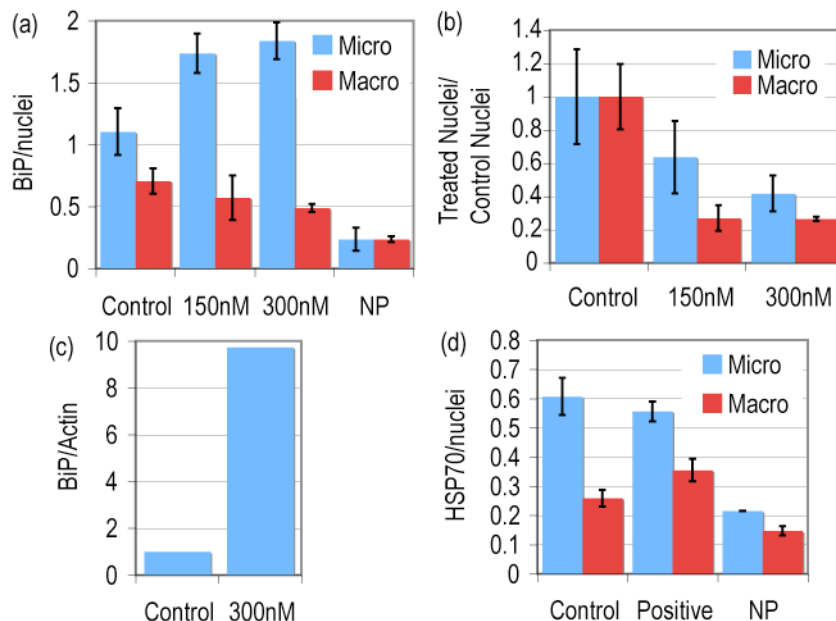 (a)
2
1.5
1
0.5
0
BiP/nuclei
Micro
Macro
Control 150nM 300nM NP
(b)
1.4
1.2
1
0.8
0.6
0.4
0.2
0
Treated Nuclei/
Control Nuclei
Micro
Macro
Control 150nM 300nM
(c)
10
8
6
4
2
0
BiP/Actin
Control 300nM
(d)
0.8
0.7
0.6
0.5
0.4
0.3
0.2
0.1
0
HSP70/nuclei
Micro
Macro
Control Positive NP